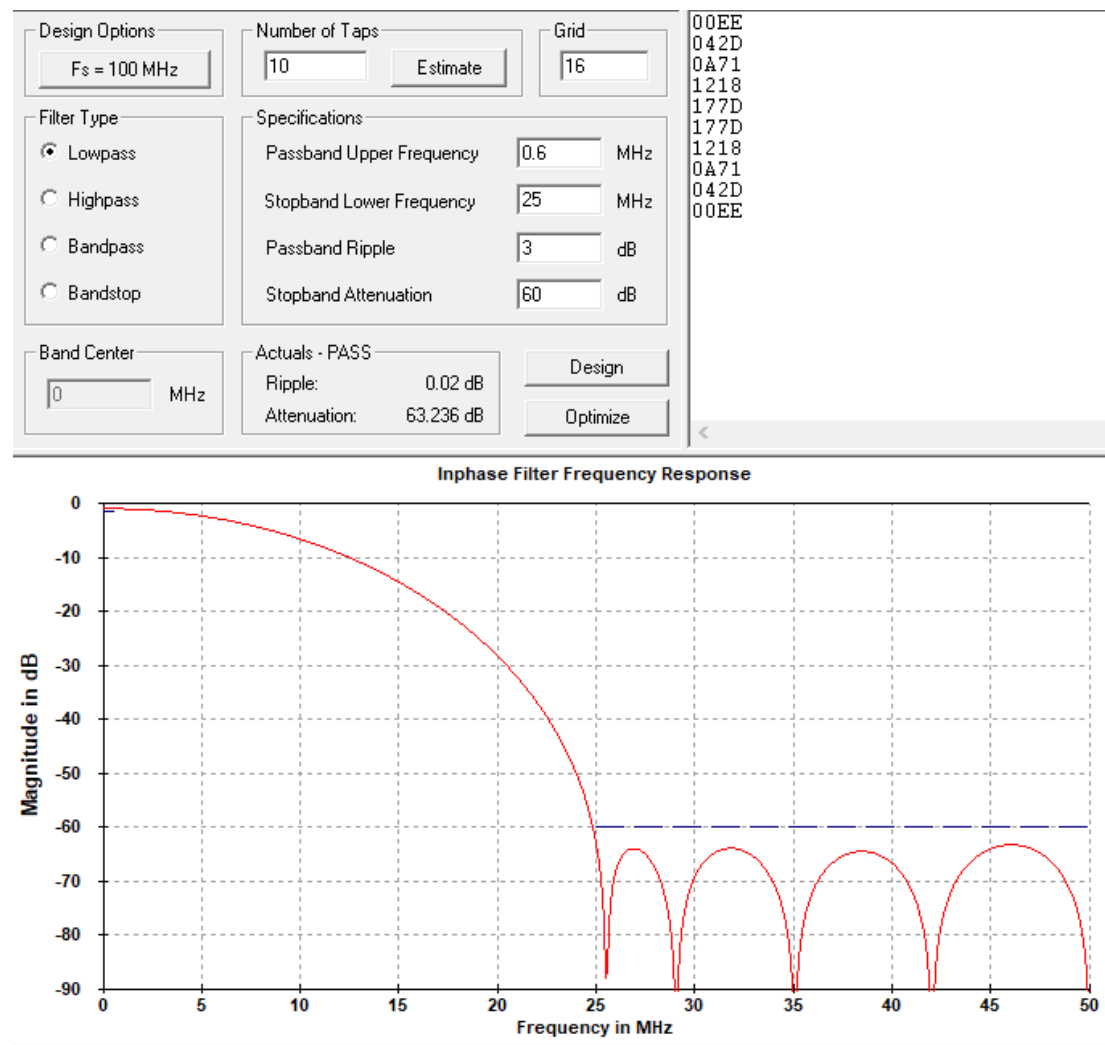 Design Options
Fs = 100 MHz
Number of Taps
10
Estimate
Grid
16
Filter Type
Lowpass
Highpass
Bandpass
Bandstop
Specifications
Passband Upper Frequency 0.6 MHz
Stopband Lower Frequency 25 MHz
Passband Ripple 3 dB
Stopband Attenuation 60 dB
Band Center
0 MHz
Actuals - PASS
Ripple: 0.02 dB
Attenuation: 63.236 dB
Design
Optimize
00EE
042D
0A71
1218
177D
177D
1218
0A71
042D
00EE
<
Inphase Filter Frequency Response
Magnitude in dB
0
-10
-20
-30
-40
-50
-60
-70
-80
-90
0 5 10 15 20 25 30 35 40 45 50
Frequency in MHz